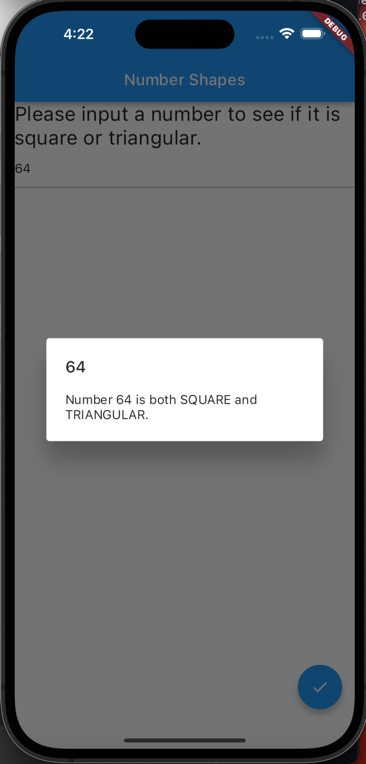 4:22
DEBUG
Number Shapes
Please input a number to see if it is
square or triangular.
64
64
Number 64 is both SQUARE and
TRIANGULAR.